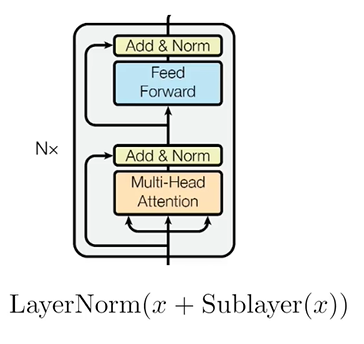 Add & Norm
Feed
Forward
Nx
Add & Norm
Multi-Head
Attention
LayerNorm(x + Sublayer(x))